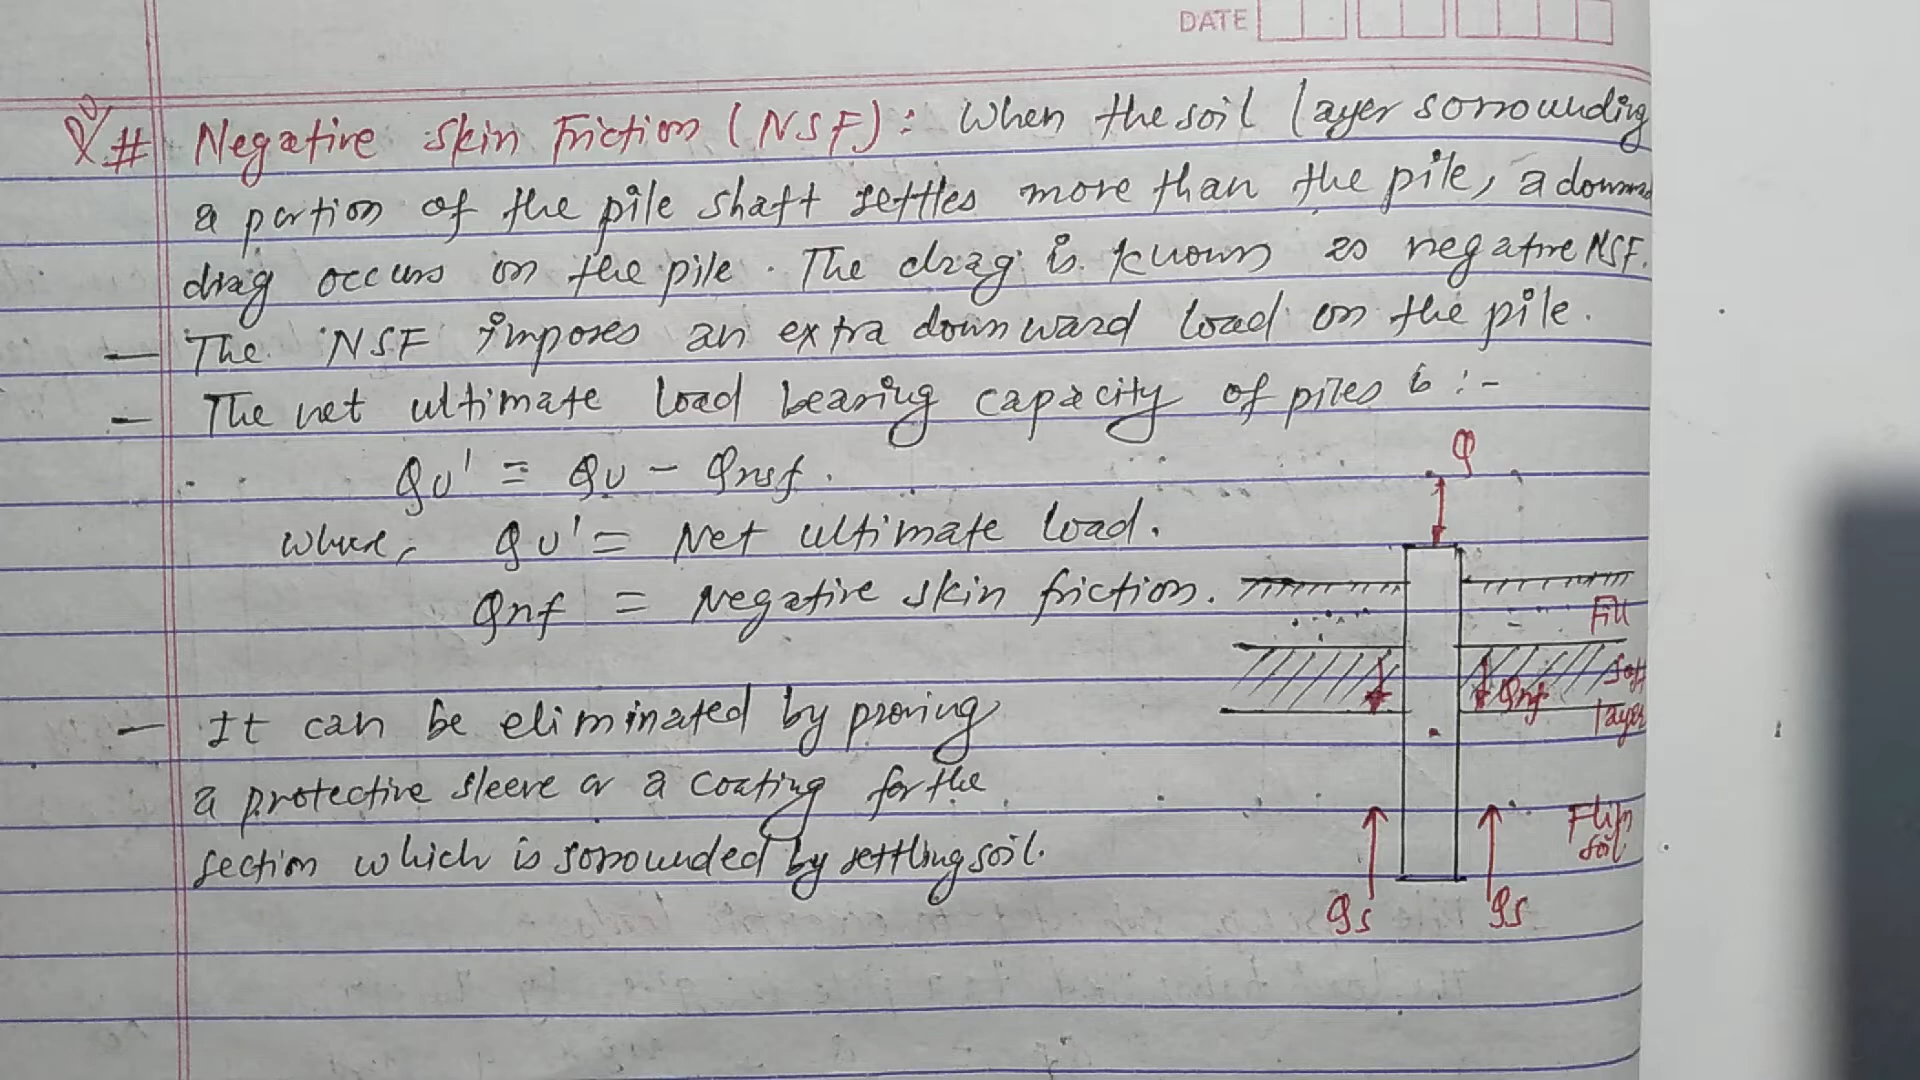 DATE
# Negative Skin Friction (NSF): When the soil layer sorrounding
a portion of the pile shaft settles more than the pile, a downward
drag occurs on the pile. The drag is known as negative NSF.
— The NSF imposes an extra downward load on the pile.
— The net ultimate load bearing capacity of piles is :-
Qu' = Qu - Qnsf.
where, Qu' = Net ultimate load.
Qnf = Negative skin friction.
— It can be eliminated by proving
a protective sleeve or a coating for the
section which is sorrounded by settling soil.
Q
Fill
Soft
Qnf
layer
soil
Qs Qs